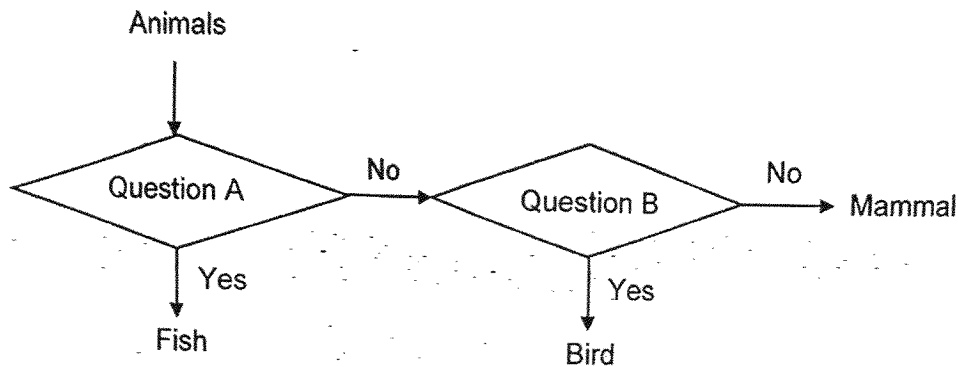 Animals
Question A
No
Question B
No
Mammal
Yes
Fish
Yes
Bird